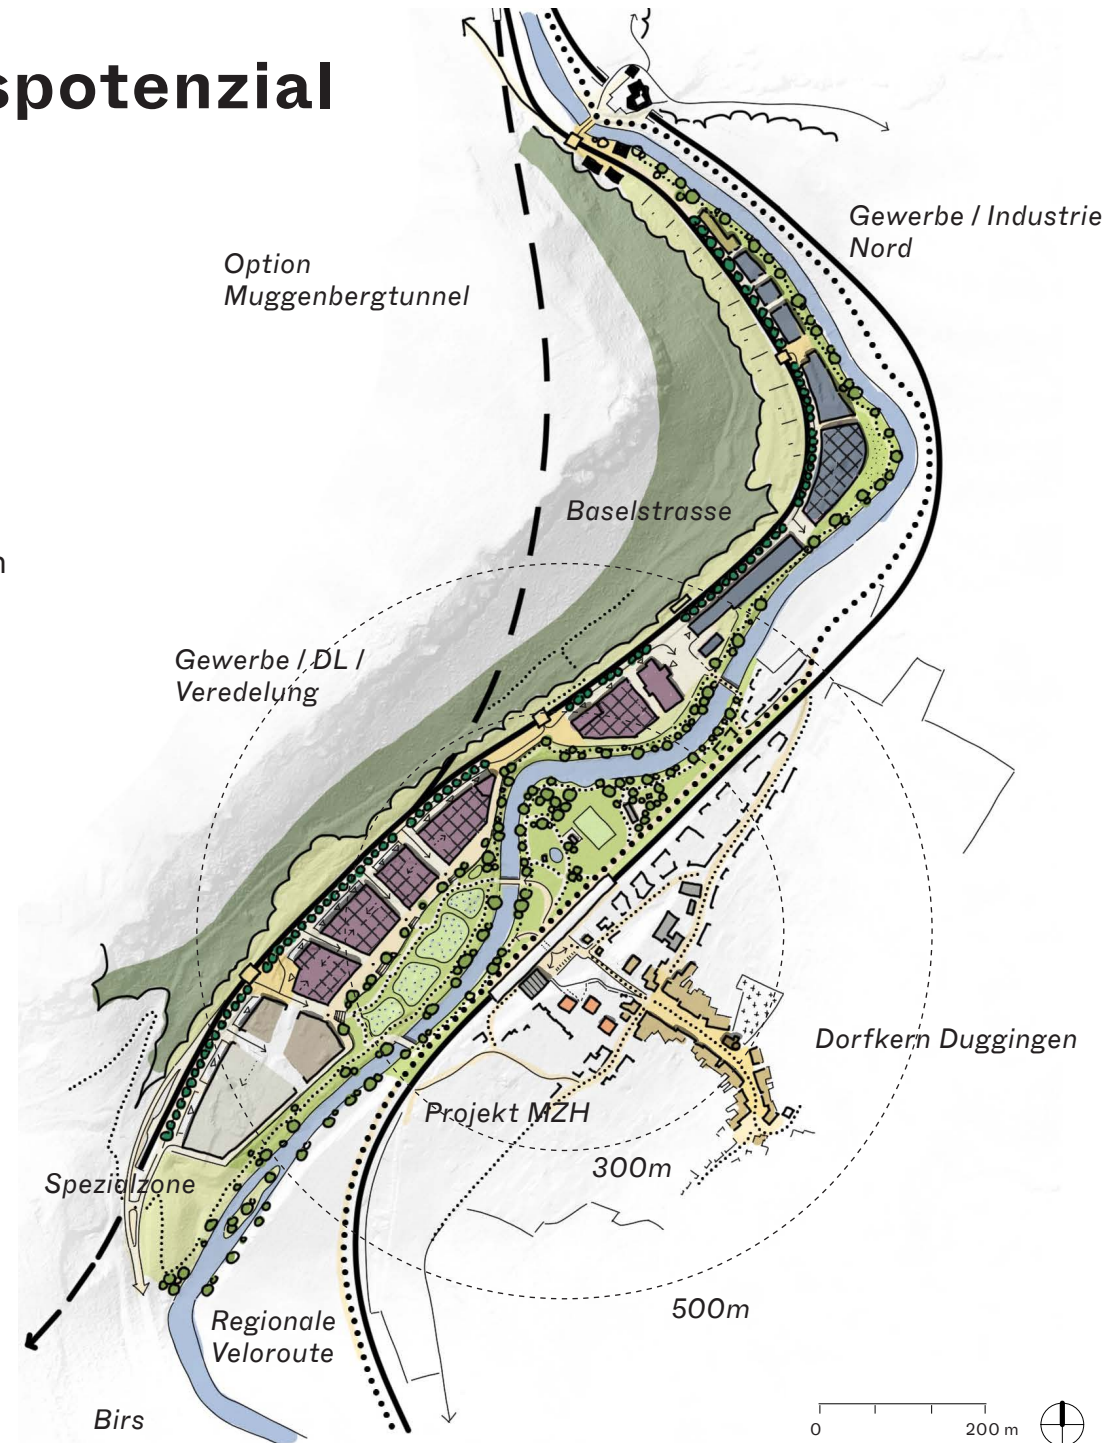 spotenzial
Gewerbe / Industrie
Nord
Option
Muggenbergtunnel
Baselstrasse
n
Gewerbe / DL /
Veredelung
Dorfkern Duggingen
Projekt MZH
300m
Spezialzone
500m
Regionale
Veloroute
Birs
0 200 m